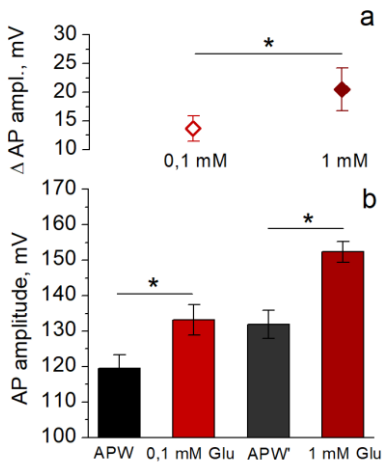 a
Δ AP ampl., mV
25
20
15
10
*
0,1 mM
1 mM
b
AP amplitude, mV
170
160
150
140
130
120
110
100
*
*
APW
0,1 mM Glu
APW'
1 mM Glu